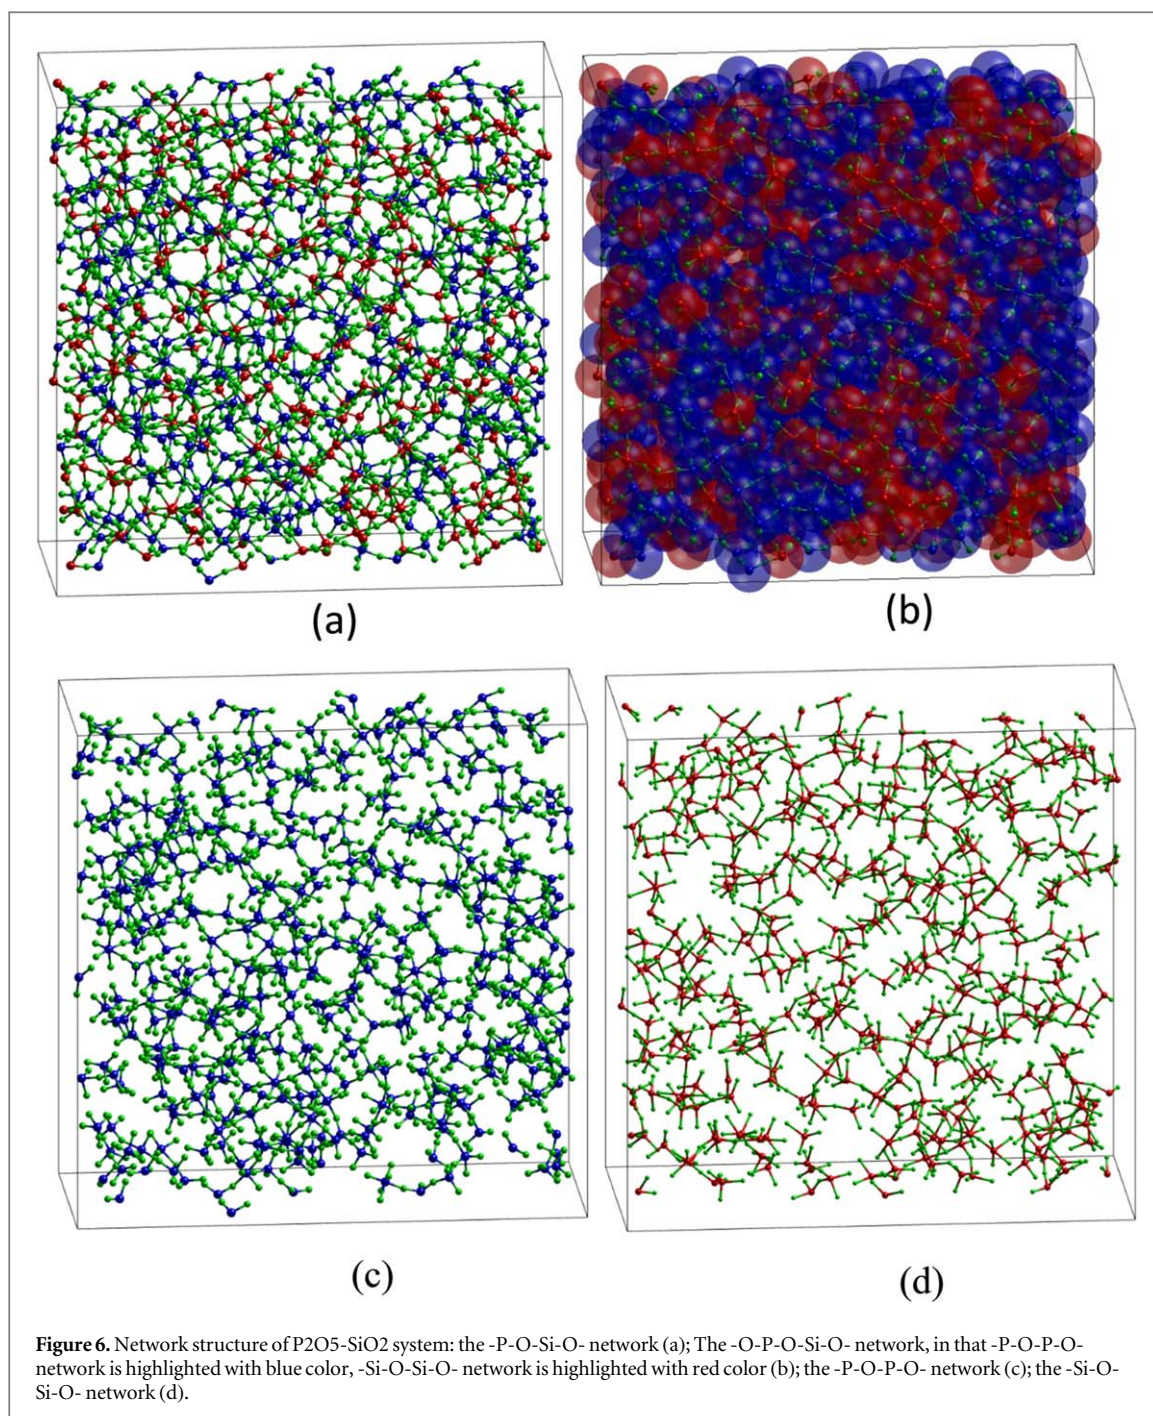 (a)
(b)
(c)
(d)
Figure 6. Network structure of P2O5-SiO2 system: the -P-O-Si-O- network (a); The -O-P-O-Si-O- network, in that -P-O-P-O-
network is highlighted with blue color, -Si-O-Si-O- network is highlighted with red color (b); the -P-O-P-O- network (c); the -Si-O-
Si-O- network (d).